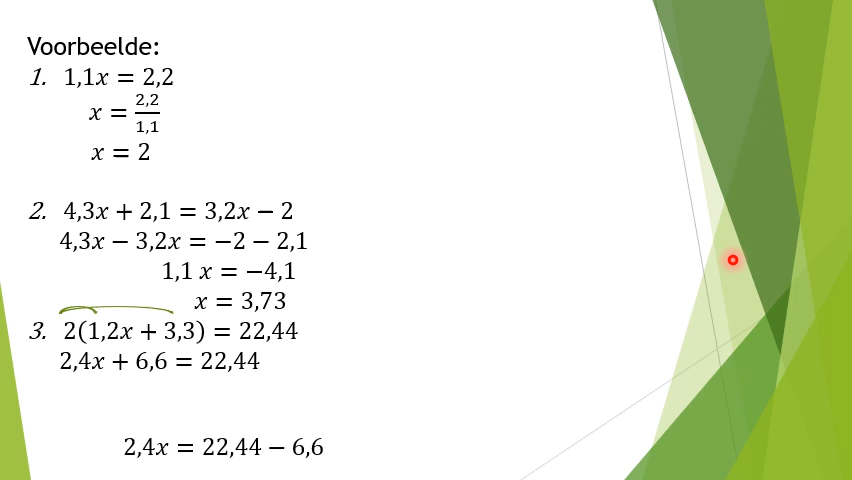 Voorbeelde:
1. 1,1x = 2,2
x = 2,2/1,1
x = 2
2. 4,3x + 2,1 = 3,2x − 2
4,3x − 3,2x = −2 − 2,1
1,1 x = −4,1
x = 3,73
3. 2(1,2x + 3,3) = 22,44
2,4x + 6,6 = 22,44
2,4x = 22,44 − 6,6